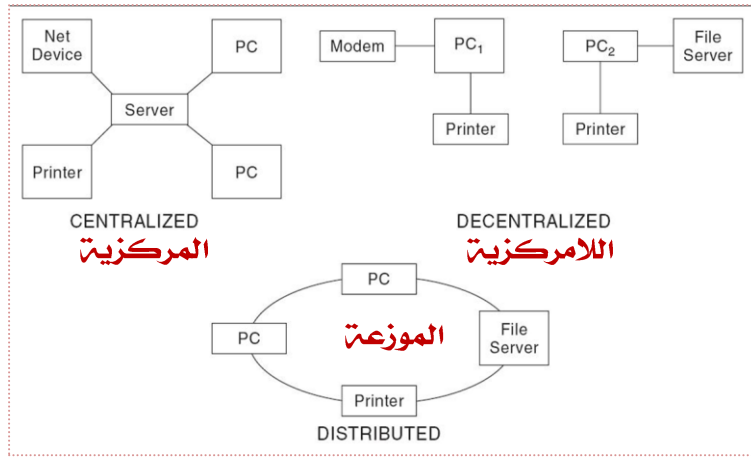 Net
Device
PC
Server
Printer
PC
CENTRALIZED
المركزية
Modem
PC₁
Printer
PC₂
File
Server
Printer
DECENTRALIZED
اللامركزية
PC
PC
الموزعة
File
Server
Printer
DISTRIBUTED